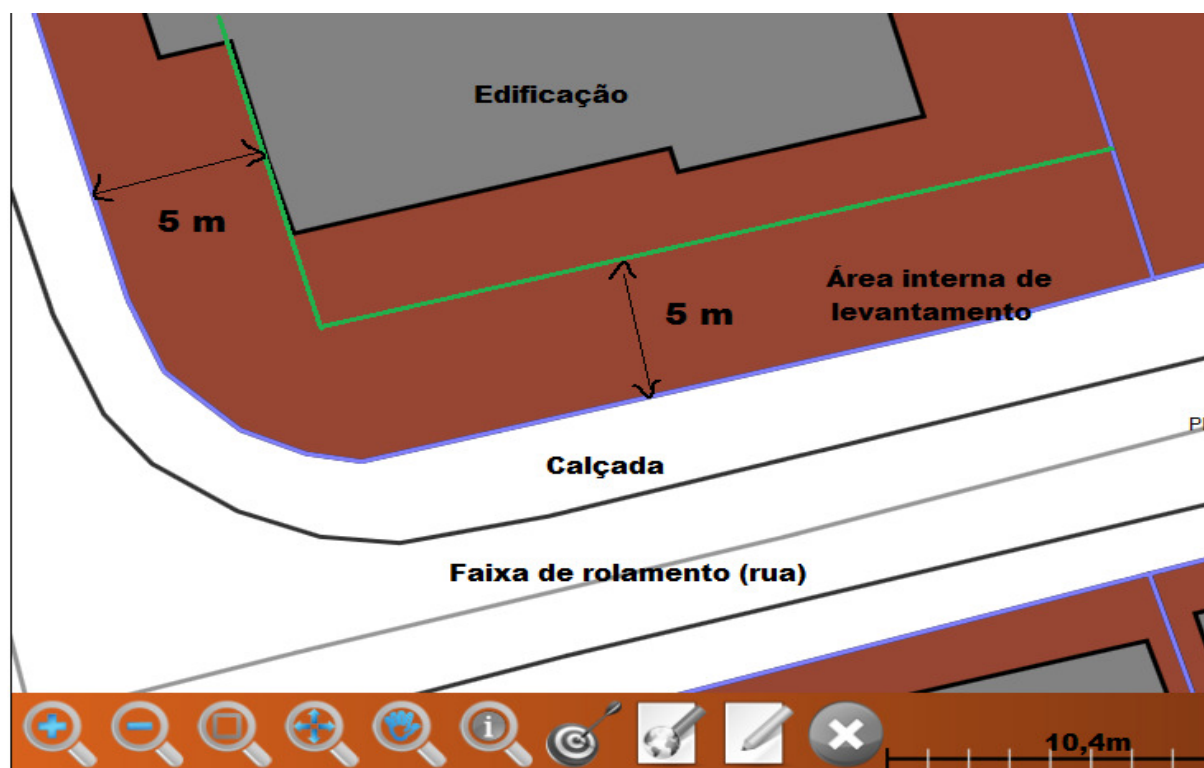 Edificação
5 m
Área interna de
levantamento
5 m
Calçada
Faixa de rolamento (rua)
10,4m